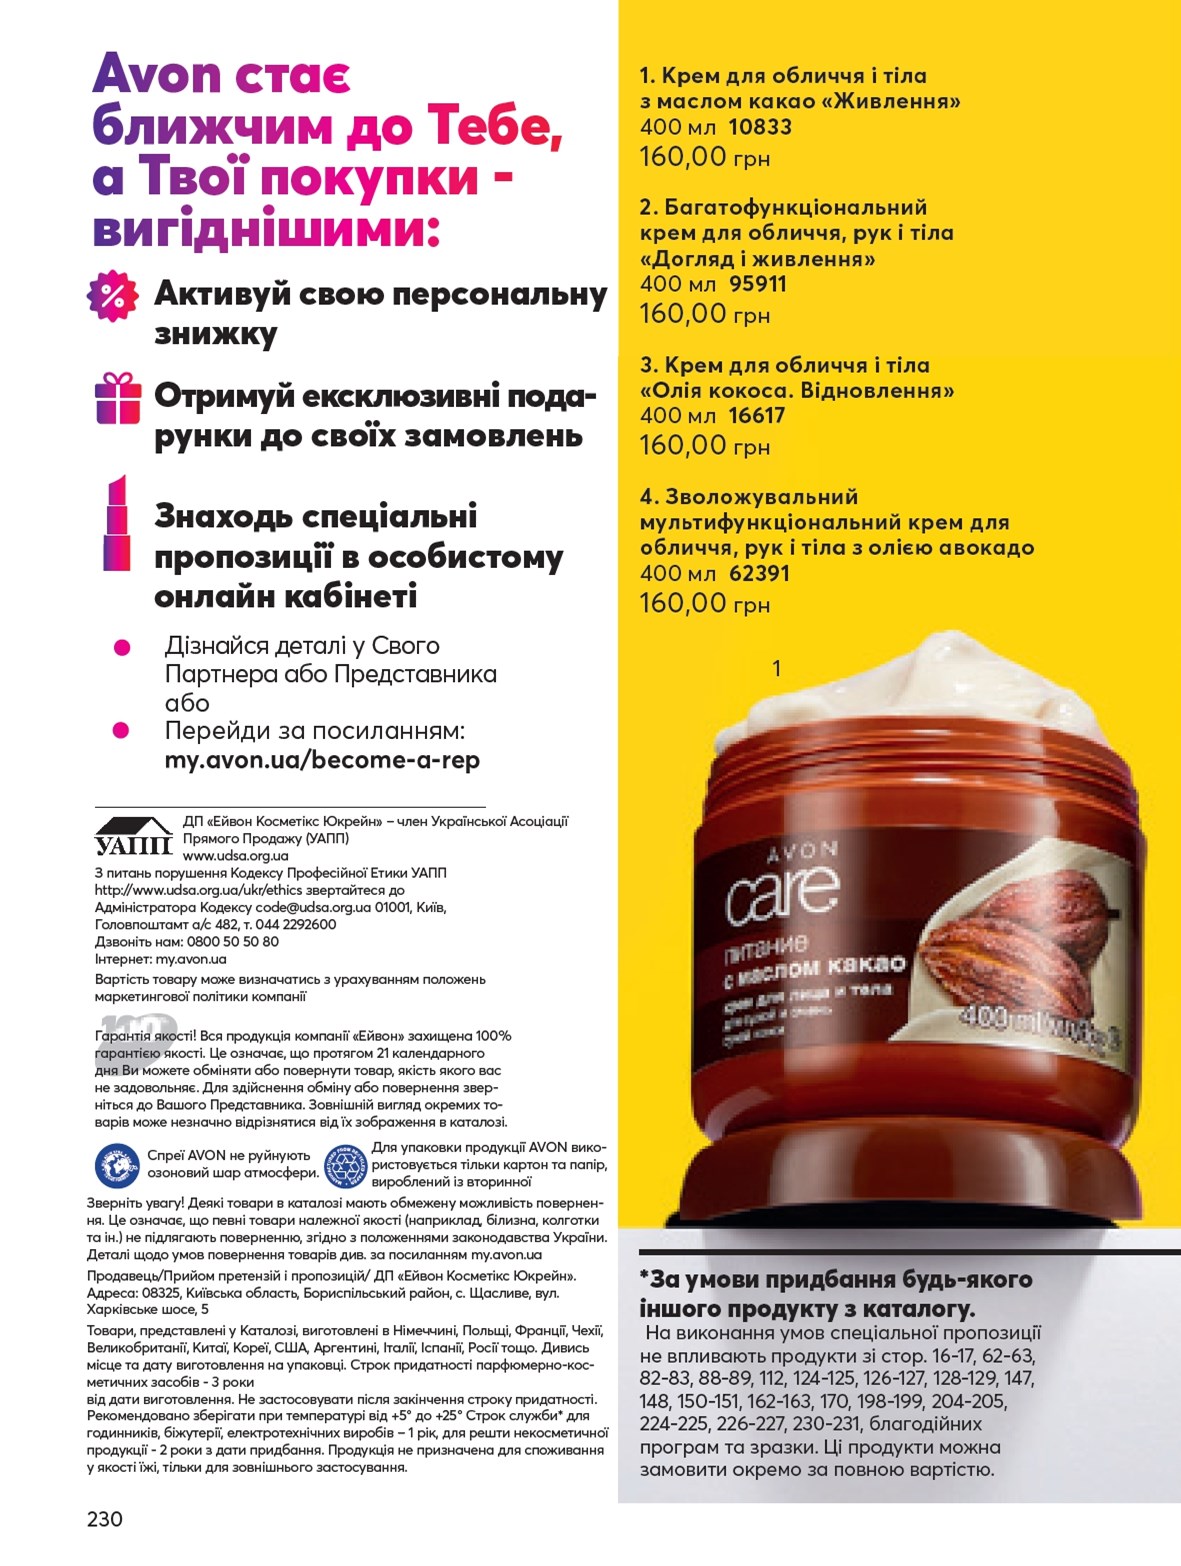 Avon стає
ближчим до Тебе,
а Твої покупки -
вигіднішими:
%
Активуй свою персональну
знижку
Отримуй ексклюзивні пода-
рунки до своїх замовлень
Знаходь спеціальні
пропозиції в особистому
онлайн кабінеті
Дізнайся деталі у Свого
Партнера або Представника
або
Перейди за посиланням:
my.avon.ua/become-a-rep
УАПП
ДП «Ейвон Косметікс Юкрейн» – член Української Асоціації
Прямого Продажу (УАПП)
www.udsa.org.ua
З питань порушення Кодексу Професійної Етики УАПП
http://www.udsa.org.ua/ukr/ethics звертайтеся до
Адміністратора Кодексу code@udsa.org.ua 01001, Київ,
Головпоштамт а/с 482, т. 044 2292600
Дзвоніть нам: 0800 50 50 80
Інтернет: my.avon.ua
Вартість товару може визначатись з урахуванням положень
маркетингової політики компанії
Гарантія якості! Вся продукція компанії «Ейвон» захищена 100%
гарантією якості. Це означає, що протягом 21 календарного
дня Ви можете обміняти або повернути товар, якість якого вас
не задовольняє. Для здійснення обміну або повернення звер-
ніться до Вашого Представника. Зовнішній вигляд окремих то-
варів може незначно відрізнятися від їх зображення в каталозі.
Спреї AVON не руйнують
озоновий шар атмосфери.
Для упаковки продукції AVON вико-
ристовується тільки картон та папір,
вироблений із вторинної
Зверніть увагу! Деякі товари в каталозі мають обмежену можливість повернен-
ня. Це означає, що певні товари належної якості (наприклад, білизна, колготки
та ін.) не підлягають поверненню, згідно з положеннями законодавства України.
Деталі щодо умов повернення товарів див. за посиланням my.avon.ua
Продавець/Прийом претензій і пропозицій/ ДП «Ейвон Косметікс Юкрейн».
Адреса: 08325, Київська область, Бориспільський район, с. Щасливе, вул.
Харківське шосе, 5
Товари, представлені у Каталозі, виготовлені в Німеччині, Польщі, Франції, Чехії,
Великобританії, Китаї, Кореї, США, Аргентині, Італії, Іспанії, Росії тощо. Дивись
місце та дату виготовлення на упаковці. Строк придатності парфюмерно-кос-
метичних засобів - 3 роки
від дати виготовлення. Не застосовувати після закінчення строку придатності.
Рекомендовано зберігати при температурі від +5° до +25° Строк служби* для
годинників, біжутерії, електротехнічних виробів – 1 рік, для решти некосметичної
продукції - 2 роки з дати придбання. Продукція не призначена для споживання
у якості їжі, тільки для зовнішнього застосування.
230
1. Крем для обличчя і тіла
з маслом какао «Живлення»
400 мл 10833
160,00 грн
2. Багатофункціональний
крем для обличчя, рук і тіла
«Догляд і живлення»
400 мл 95911
160,00 грн
3. Крем для обличчя і тіла
«Олія кокоса. Відновлення»
400 мл 16617
160,00 грн
4. Зволожувальний
мультифункціональний крем для
обличчя, рук і тіла з олією авокадо
400 мл 62391
160,00 грн
1
AVON
care
питание
с маслом какао
крем для лица и тела
для сухой и очень
сухой кожи
400 ml
*За умови придбання будь-якого
іншого продукту з каталогу.
На виконання умов спеціальної пропозиції
не впливають продукти зі стор. 16-17, 62-63,
82-83, 88-89, 112, 124-125, 126-127, 128-129, 147,
148, 150-151, 162-163, 170, 198-199, 204-205,
224-225, 226-227, 230-231, благодійних
програм та зразки. Ці продукти можна
замовити окремо за повною вартістю.